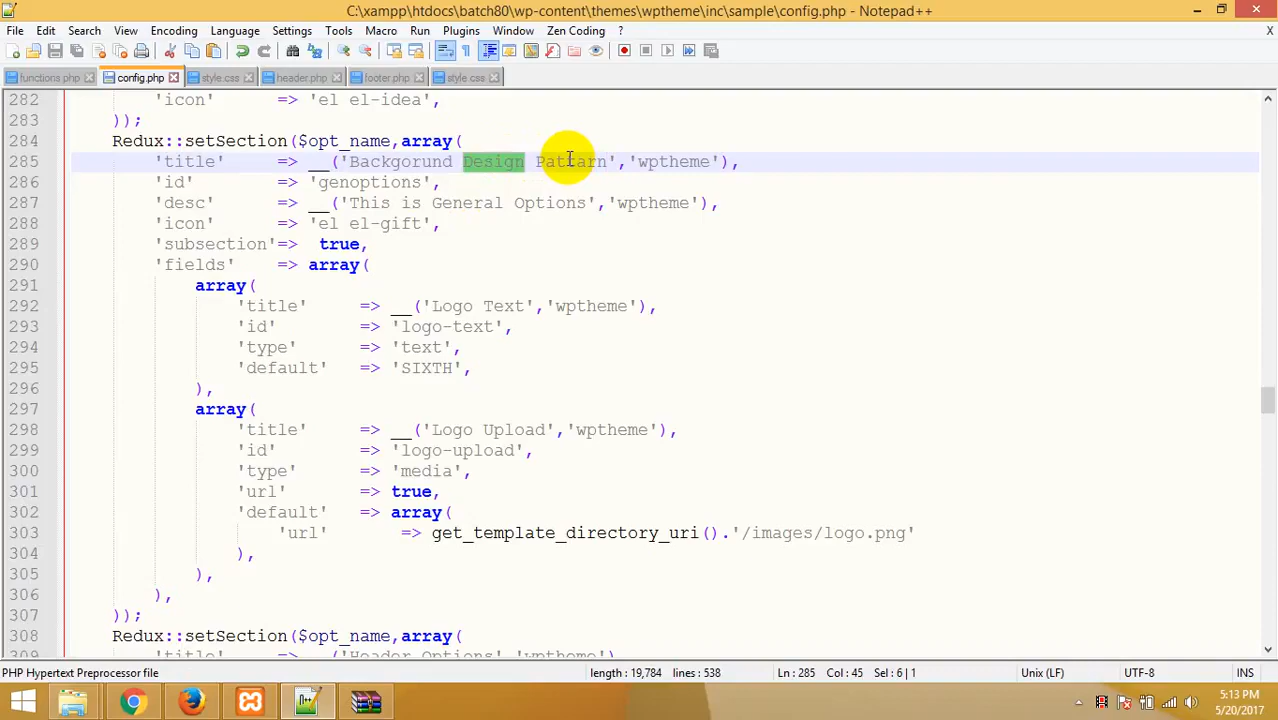 C:\xampp\htdocs\batch80\wp-content\themes\wptheme\inc\sample\config.php - Notepad++
File Edit Search View Encoding Language Settings Tools Macro Run Plugins Window Zen Coding ?
X
functions.php config.php style.css header.php footer.php style.css
282 'icon' => 'el el-idea',
283 ));
284 Redux::setSection($opt_name,array(
285 'title' => __('Backgorund Design Pattarn','wptheme'),
286 'id' => 'genoptions',
287 'desc' => __('This is General Options','wptheme'),
288 'icon' => 'el el-gift',
289 'subsection'=> true,
290 'fields' => array(
291 array(
292 'title' => __('Logo Text','wptheme'),
293 'id' => 'logo-text',
294 'type' => 'text',
295 'default' => 'SIXTH',
296 ),
297 array(
298 'title' => __('Logo Upload','wptheme'),
299 'id' => 'logo-upload',
300 'type' => 'media',
301 'url' => true,
302 'default' => array(
303 'url' => get_template_directory_uri().'/images/logo.png'
304 ),
305 ),
306 ),
307 ));
308 Redux::setSection($opt_name,array(
309 'title' => __('Header Options','wptheme')
PHP Hypertext Preprocessor file length : 19,784 lines : 538 Ln : 285 Col : 45 Sel : 6 | 1 Unix (LF) UTF-8 INS
5:13 PM
5/20/2017